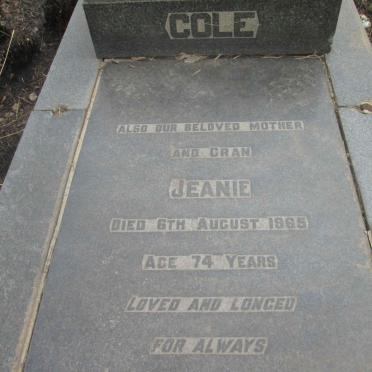 COLE
ALSO OUR BELOVED MOTHER
AND GRAN
JEANIE
DIED 6TH AUGUST 1965
AGE 74 YEARS
LOVED AND LONGED
FOR ALWAYS